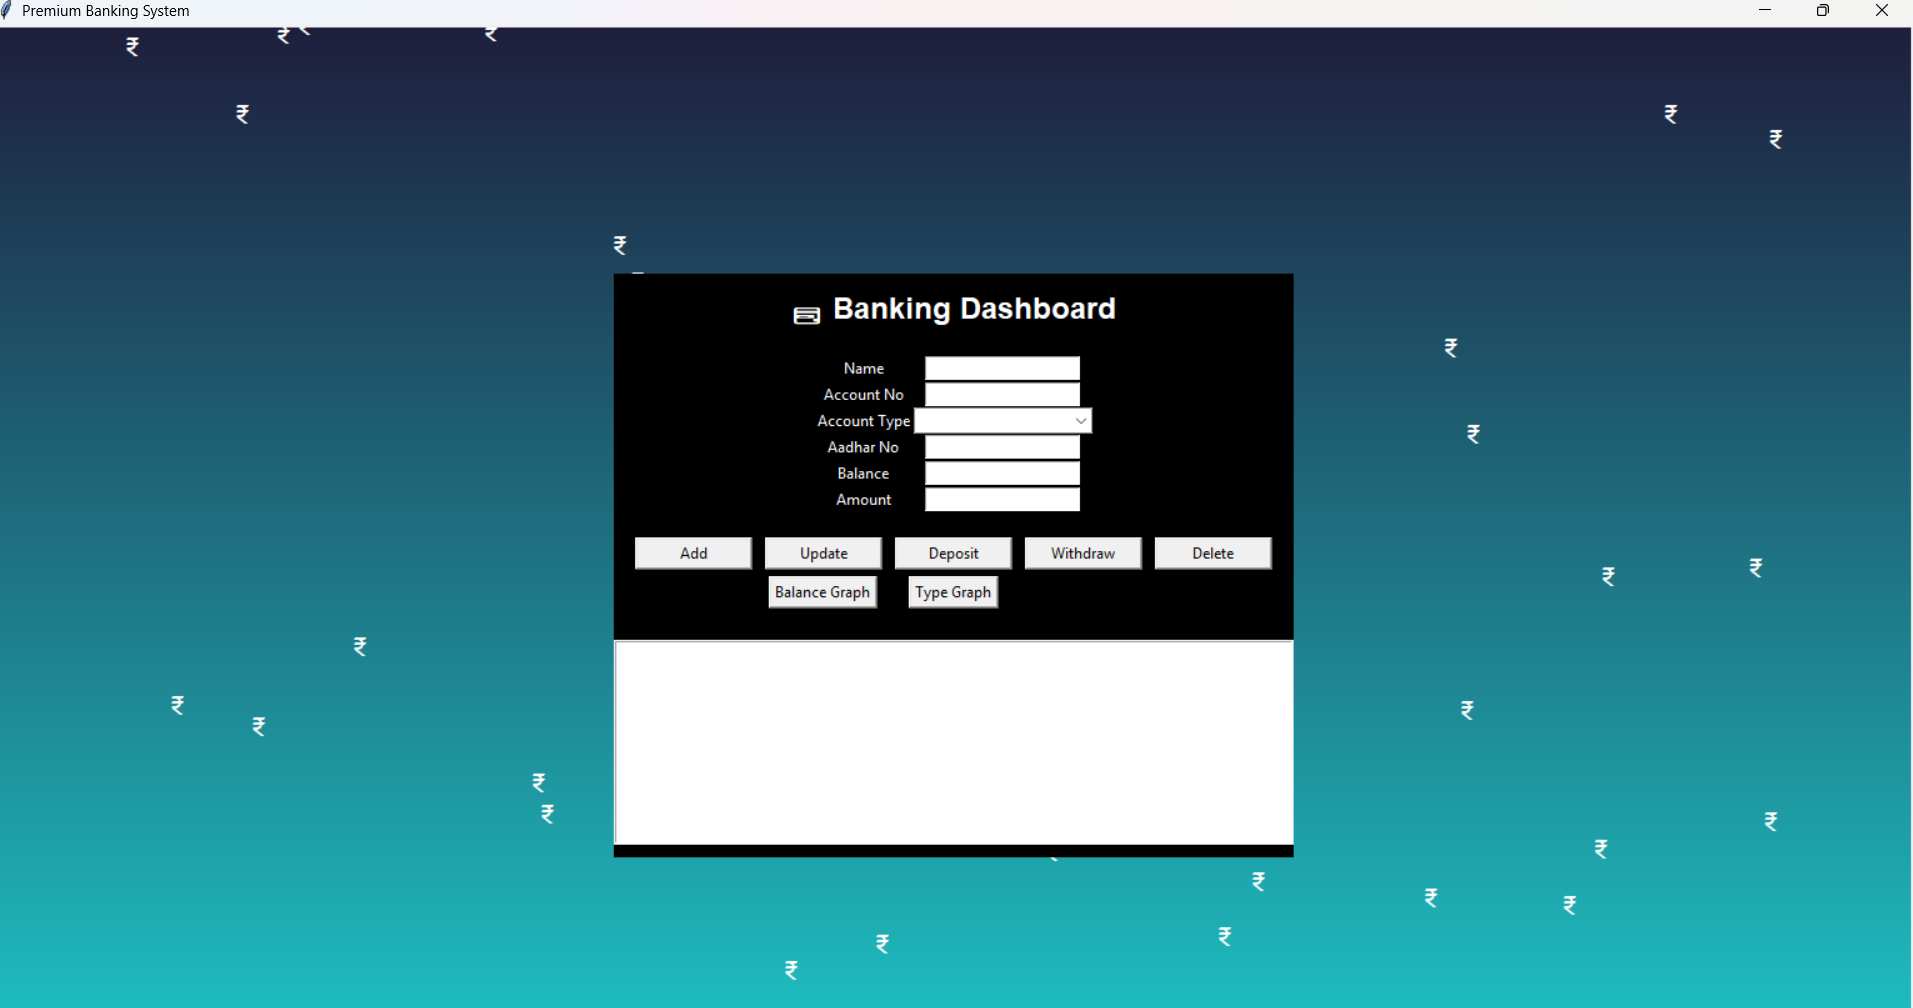 Premium Banking System
₹ ₹ ₹
₹ ₹
₹
₹
Banking Dashboard
Name
₹
Account No
Account Type
₹
Aadhar No
Balance
Amount
Add Update Deposit Withdraw Delete
₹ ₹
Balance Graph Type Graph
₹
₹ ₹
₹
₹
₹
₹ ₹
₹
₹ ₹ ₹
₹ ₹
₹